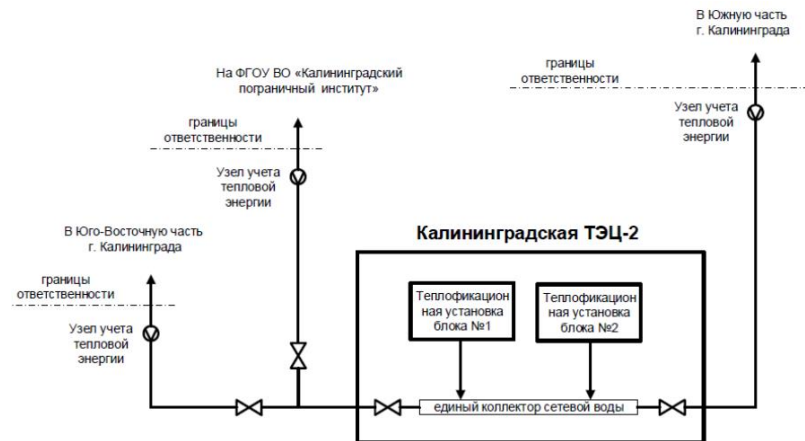 В Южную часть
г. Калининграда
границы
ответственности
Узел учета
тепловой
энергии
На ФГОУ ВО «Калининградский
пограничный институт»
границы
ответственности
Узел учета
тепловой
энергии
В Юго-Восточную часть
г. Калининграда
границы
ответственности
Узел учета
тепловой
энергии
Калининградская ТЭЦ-2
Теплофикацион
ная установка
блока №1
Теплофикацион
ная установка
блока №2
единый коллектор сетевой воды